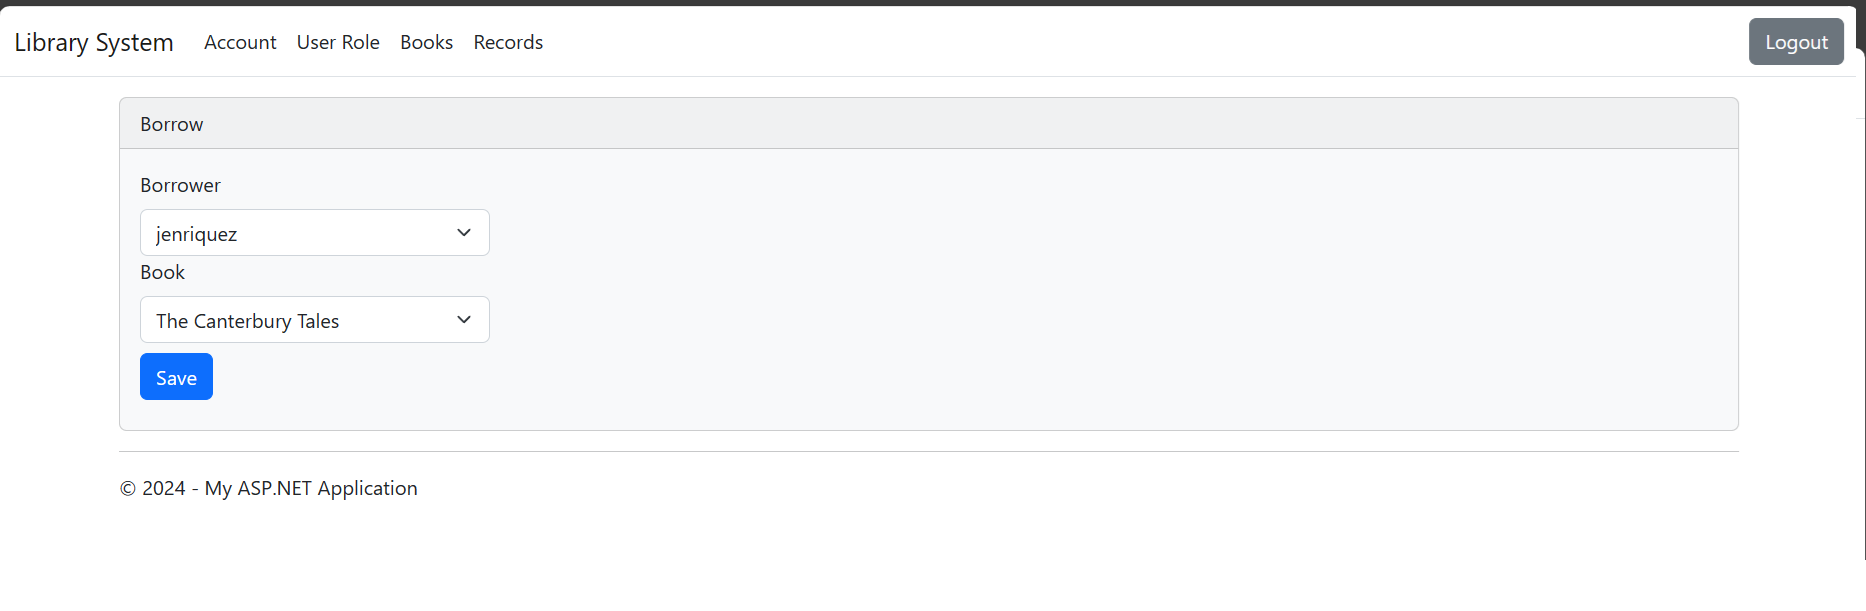 Library System Account User Role Books Records Logout
Borrow
Borrower
jenriquez
Book
The Canterbury Tales
Save
© 2024 - My ASP.NET Application